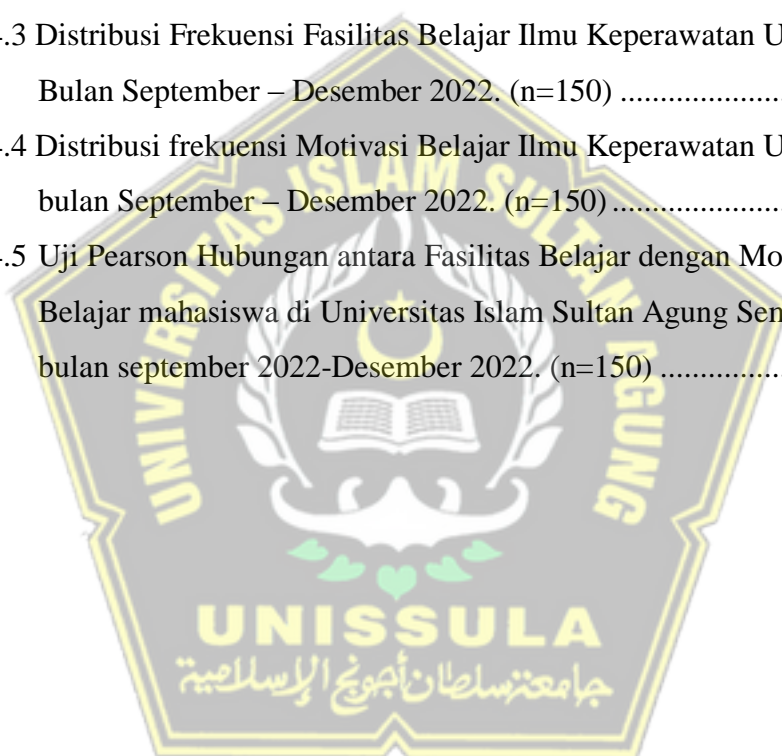 .3 Distribusi Frekuensi Fasilitas Belajar Ilmu Keperawatan U
Bulan September – Desember 2022. (n=150) ....................
.4 Distribusi frekuensi Motivasi Belajar Ilmu Keperawatan U
bulan September – Desember 2022. (n=150) .....................
.5 Uji Pearson Hubungan antara Fasilitas Belajar dengan Mo
Belajar mahasiswa di Universitas Islam Sultan Agung Sem
bulan september 2022-Desember 2022. (n=150) ...............
UNIVERSITAS ISLAM SULTAN AGUNG
UNISSULA
جامعة سلطان أجونج الإسلامية